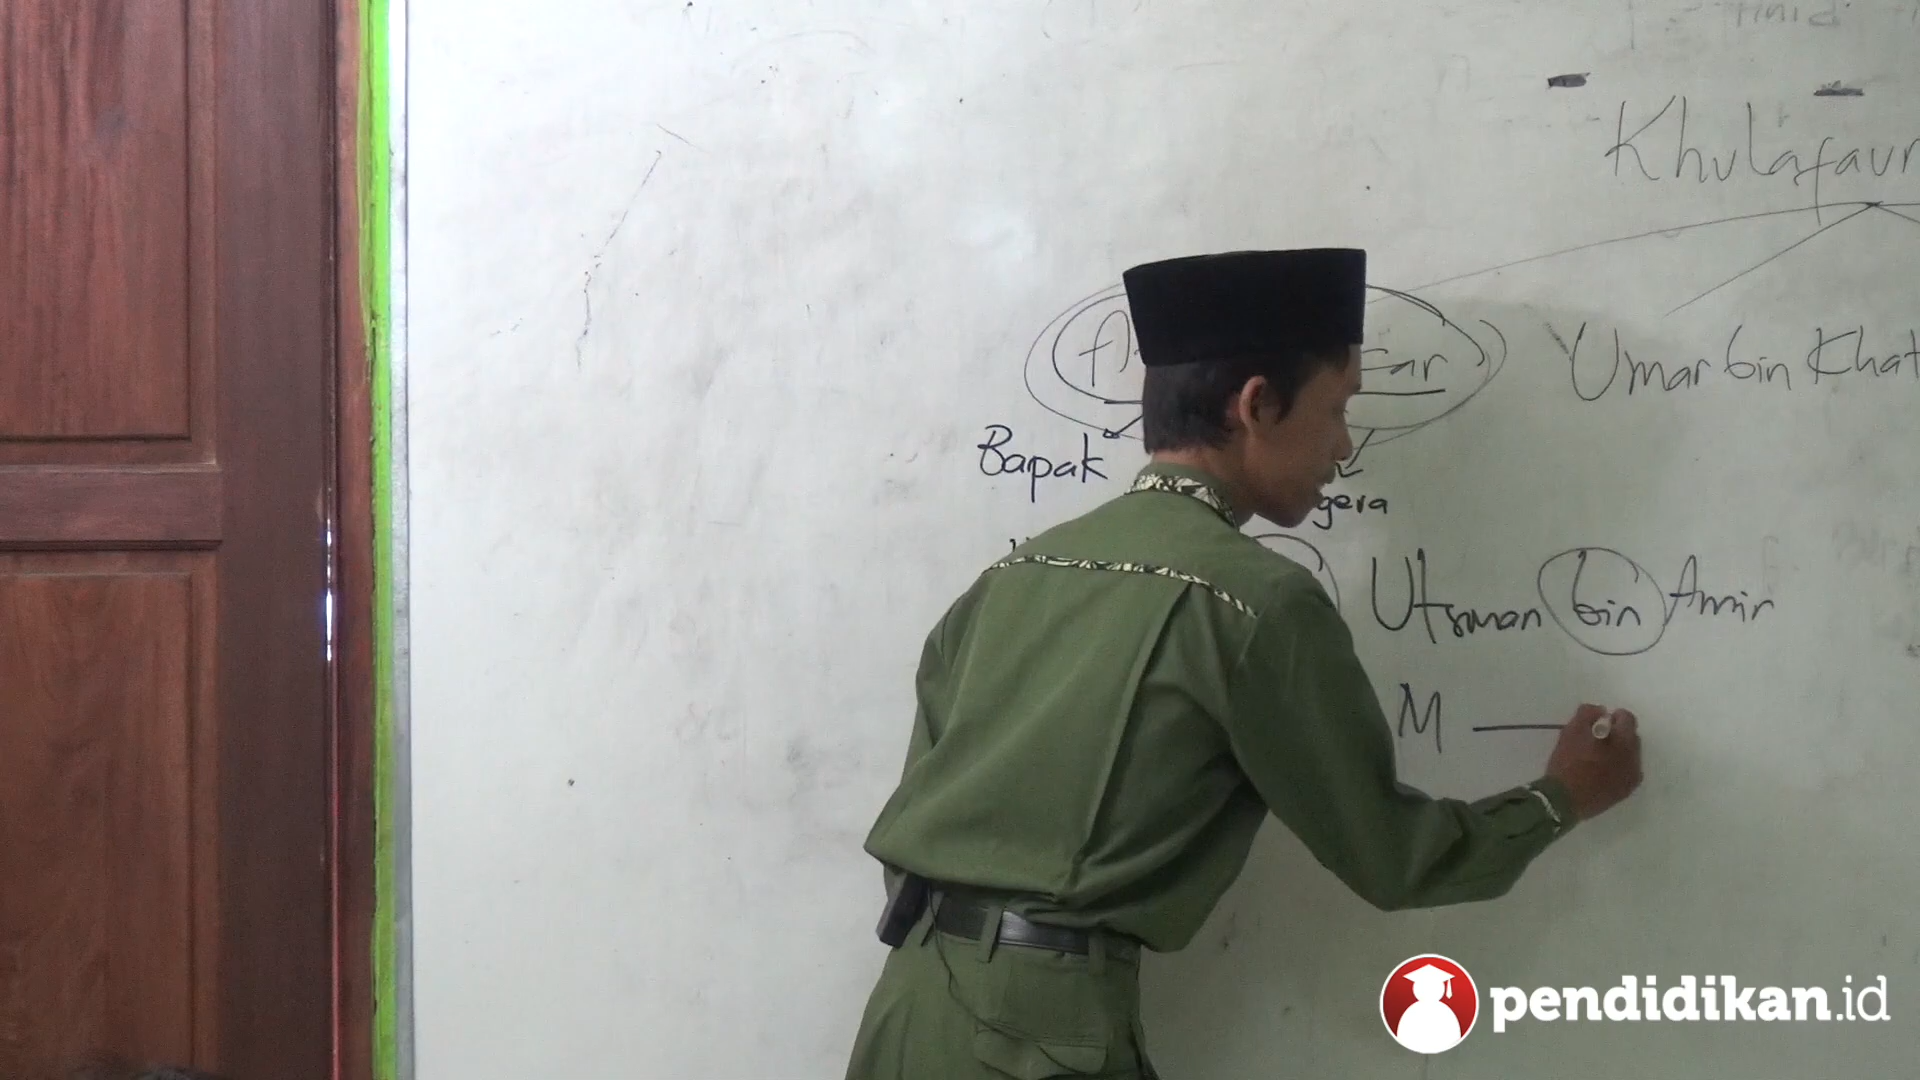 Khulafaur
Umar bin Khat
Bapak
gera
Utsman bin Amir
M
pendidikan.id